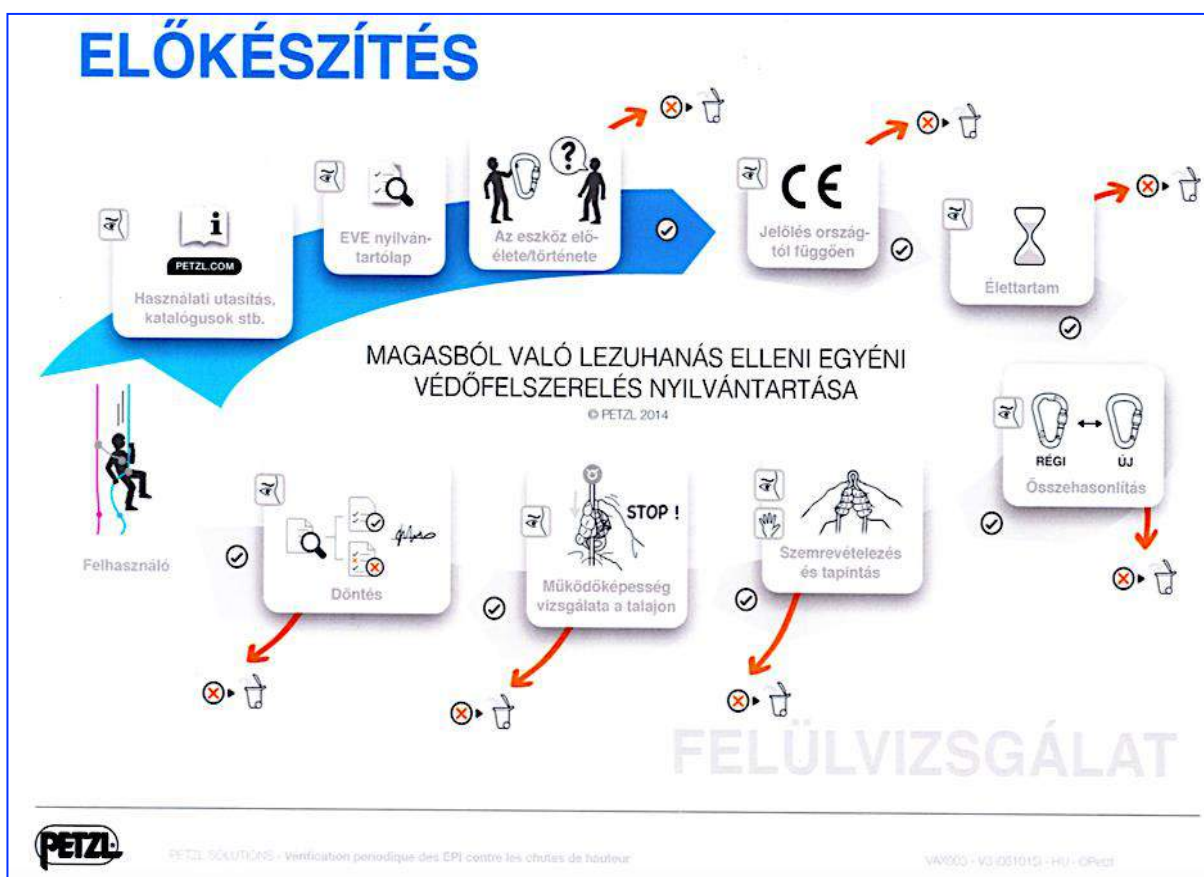 ELŐKÉSZÍTÉS
i
PETZL.COM
Használati utasítás,
katalógusok stb.
EVE nyilván-
tartólap
?
Az eszköz elő-
élete/története
CE
Jelölés ország-
tól függően
Élettartam
MAGASBÓL VALÓ LEZUHANÁS ELLENI EGYÉNI
VÉDŐFELSZERELÉS NYILVÁNTARTÁSA
© PETZL 2014
RÉGI
ÚJ
Összehasonlítás
Szemrevételezés
és tapintás
STOP !
Működőképesség
vizsgálata a talajon
Döntés
Felhasználó
FELÜLVIZSGÁLAT
PETZL
PETZL SOLUTIONS - Vérification périodique des EPI contre les chutes de hauteur